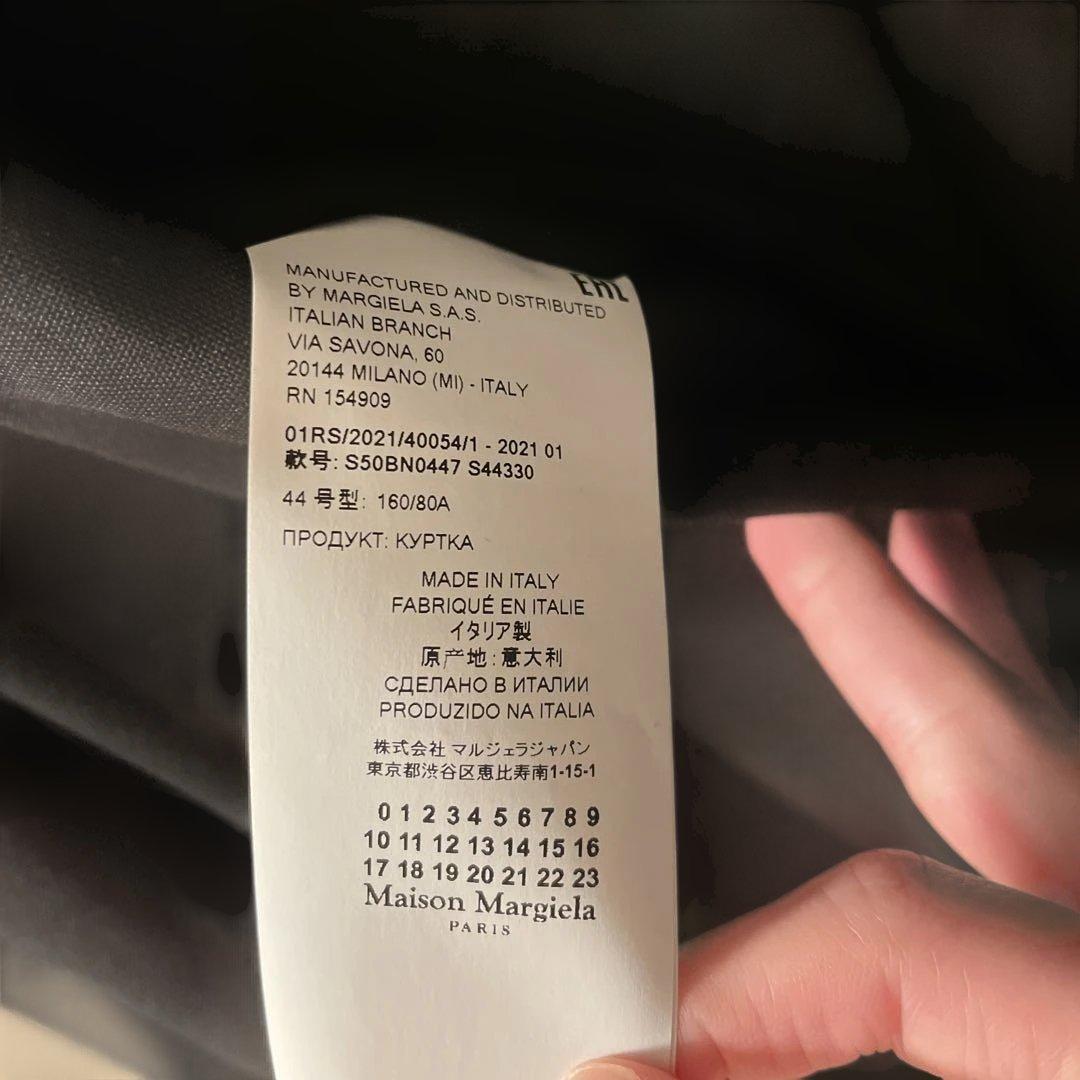 EAC
MANUFACTURED AND DISTRIBUTED
BY MARGIELA S.A.S.
ITALIAN BRANCH
VIA SAVONA, 60
20144 MILANO (MI) - ITALY
RN 154909
01RS/2021/40054/1 - 2021 01
款号: S50BN0447 S44330
44 号型: 160/80A
ПРОДУКТ: КУРТКА
MADE IN ITALY
FABRIQUÉ EN ITALIE
イタリア製
原产地: 意大利
СДЕЛАНО В ИТАЛИИ
PRODUZIDO NA ITALIA
株式会社 マルジェラジャパン
東京都渋谷区恵比寿南1-15-1
0 1 2 3 4 5 6 7 8 9
10 11 12 13 14 15 16
17 18 19 20 21 22 23
Maison Margiela
PARIS